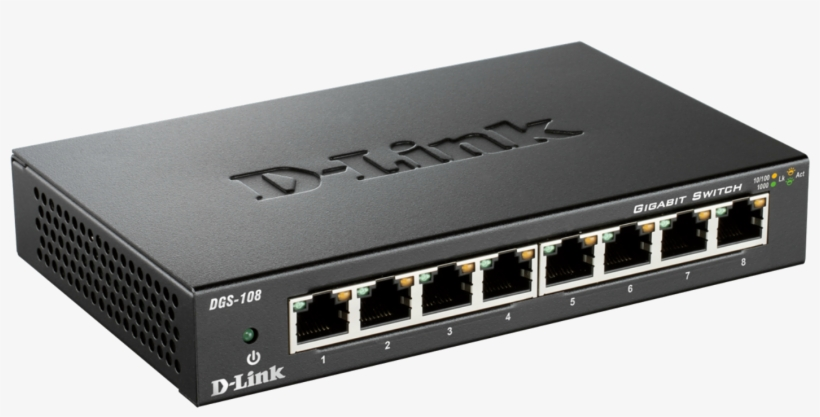 D-Link
GIGABIT SWITCH
10/100
1000
Lk
Act
DGS-108
1 2 3 4 5 6 7 8
D-Link